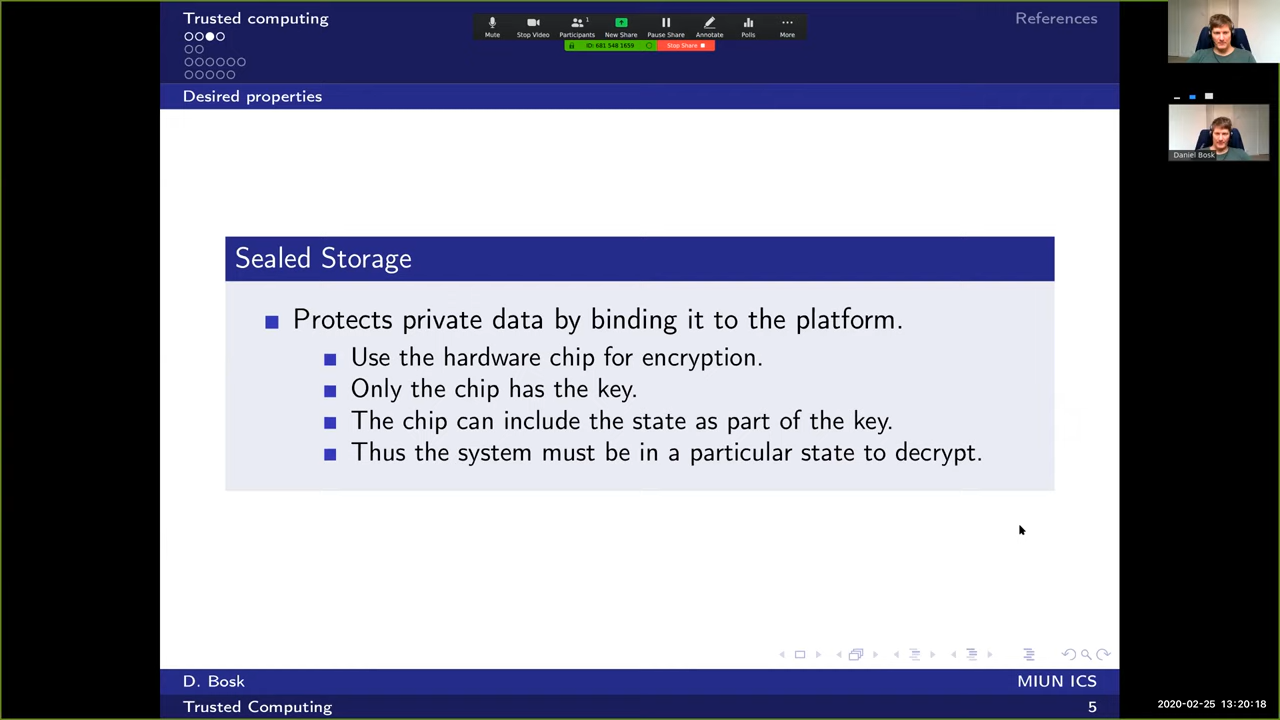 Trusted computing
References
Mute
Stop Video
Participants
1
New Share
Pause Share
Annotate
Polls
More
ID: 681 548 1659
Stop Share
Desired properties
Sealed Storage
Protects private data by binding it to the platform.
Use the hardware chip for encryption.
Only the chip has the key.
The chip can include the state as part of the key.
Thus the system must be in a particular state to decrypt.
Daniel Bosk
D. Bosk
MIUN ICS
Trusted Computing
5
2020-02-25 13:20:18